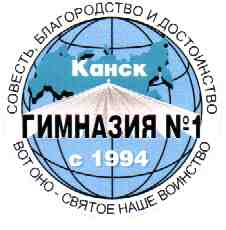 СОВЕСТЬ, БЛАГОРОДСТВО И ДОСТОИНСТВО
Канск
ГИМНАЗИЯ №1
с 1994
ВОТ ОНО - СВЯТОЕ НАШЕ ВОИНСТВО